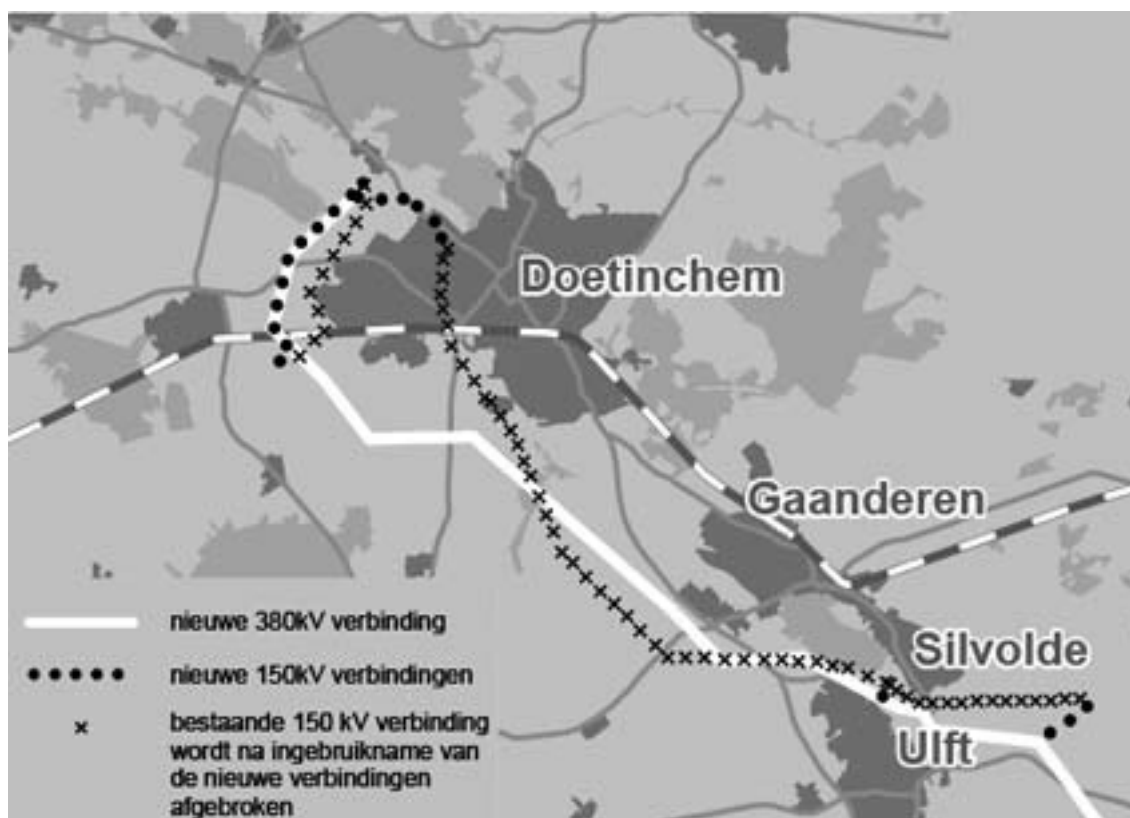 Doetinchem
Gaanderen
Silvolde
Ulft
nieuwe 380kV verbinding
nieuwe 150kV verbindingen
bestaande 150 kV verbinding
wordt na ingebruikname van
de nieuwe verbindingen
afgebroken